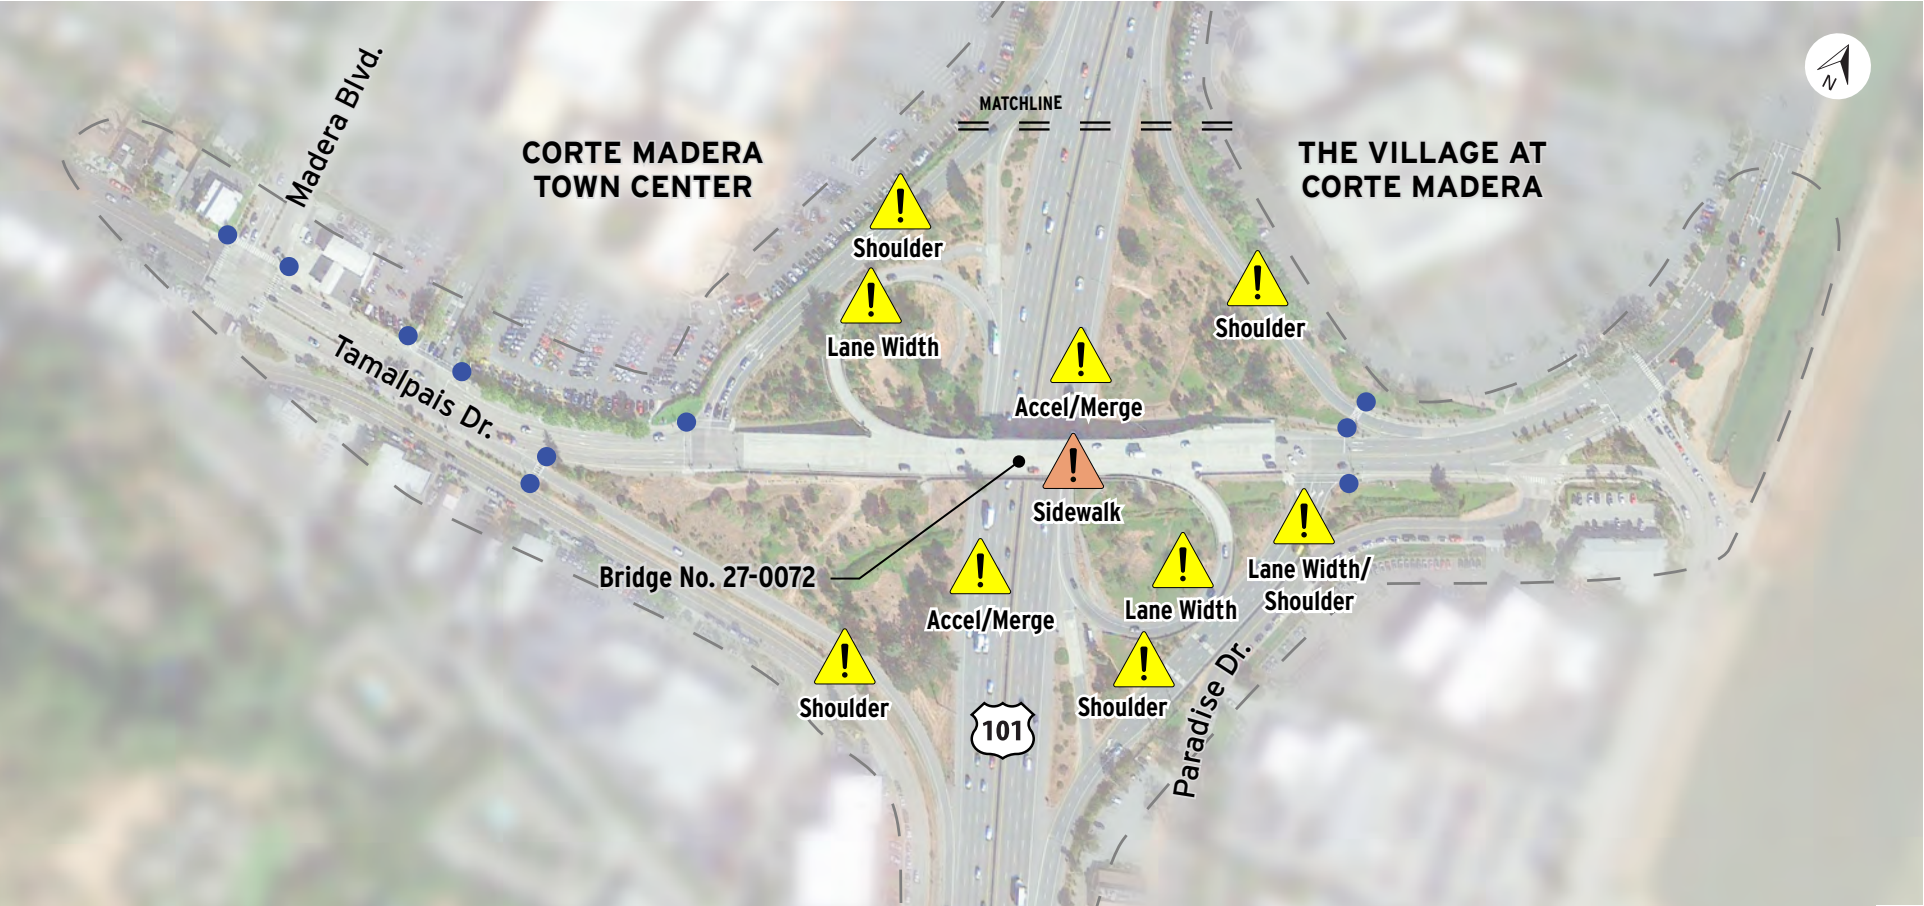 MATCHLINE
N
Madera Blvd.
CORTE MADERA
TOWN CENTER
THE VILLAGE AT
CORTE MADERA
!
Shoulder
!
Lane Width
!
Shoulder
!
Accel/Merge
Tamalpais Dr.
!
Sidewalk
Bridge No. 27-0072
!
Accel/Merge
!
Lane Width
!
Lane Width/
Shoulder
!
Shoulder
!
Shoulder
101
Paradise Dr.